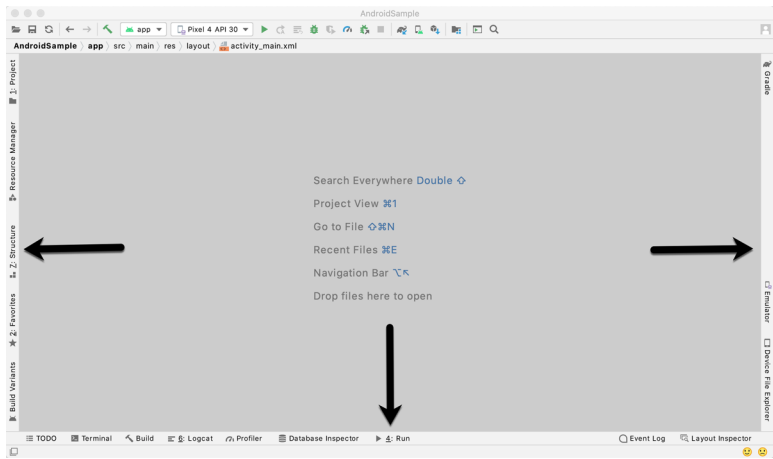 AndroidSample
app
Pixel 4 API 30
AndroidSample app src main res layout activity_main.xml
1: Project
Resource Manager
Z: Structure
2: Favorites
Build Variants
Search Everywhere Double ⇧
Project View ⌘1
Go to File ⇧⌘N
Recent Files ⌘E
Navigation Bar ⌥↖
Drop files here to open
Gradle
Emulator
Device File Explorer
TODO Terminal Build 6: Logcat Profiler Database Inspector 4: Run Event Log Layout Inspector